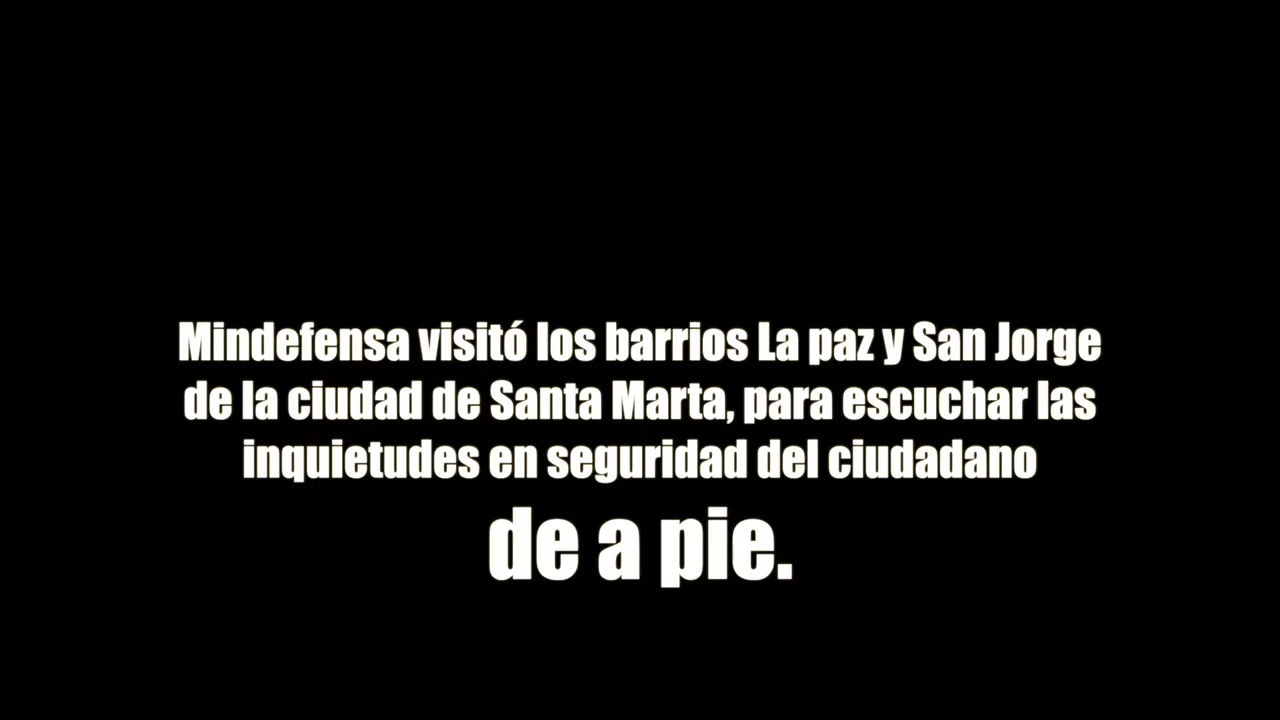 Mindefensa visitó los barrios La paz y San Jorge
de la ciudad de Santa Marta, para escuchar las
inquietudes en seguridad del ciudadano
de a pie.